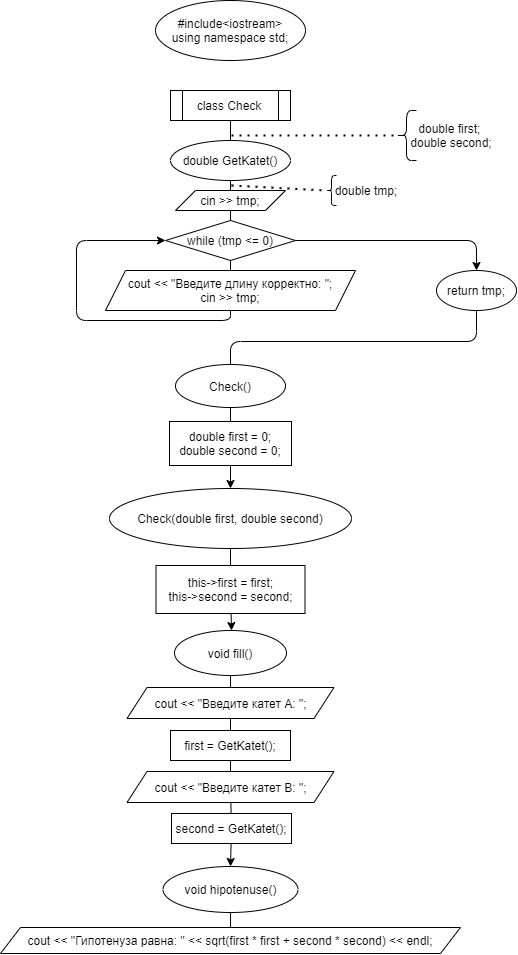 #include<iostream>
using namespace std;
class Check
double first;
double second;
double GetKatet()
double tmp;
cin >> tmp;
while (tmp <= 0)
cout << "Введите длину корректно: ";
cin >> tmp;
return tmp;
Check()
double first = 0;
double second = 0;
Check(double first, double second)
this->first = first;
this->second = second;
void fill()
cout << "Введите катет A: ";
first = GetKatet();
cout << "Введите катет B: ";
second = GetKatet();
void hipotenuse()
cout << "Гипотенуза равна: " << sqrt(first * first + second * second) << endl;